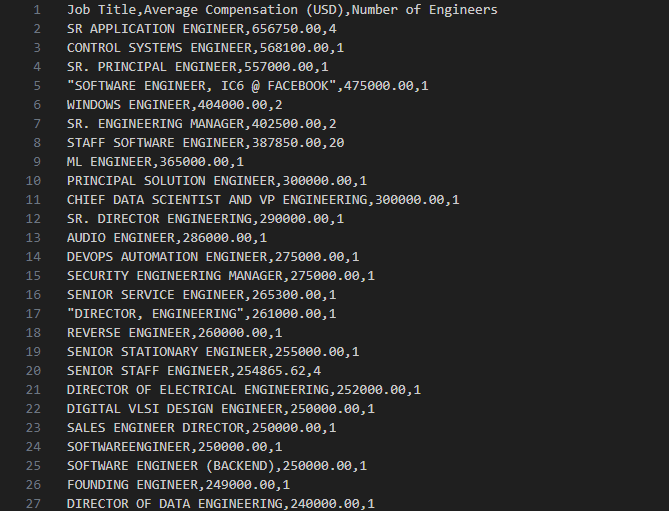 1 Job Title,Average Compensation (USD),Number of Engineers
2 SR APPLICATION ENGINEER,656750.00,4
3 CONTROL SYSTEMS ENGINEER,568100.00,1
4 SR. PRINCIPAL ENGINEER,557000.00,1
5 "SOFTWARE ENGINEER, IC6 @ FACEBOOK",475000.00,1
6 WINDOWS ENGINEER,404000.00,2
7 SR. ENGINEERING MANAGER,402500.00,2
8 STAFF SOFTWARE ENGINEER,387850.00,20
9 ML ENGINEER,365000.00,1
10 PRINCIPAL SOLUTION ENGINEER,300000.00,1
11 CHIEF DATA SCIENTIST AND VP ENGINEERING,300000.00,1
12 SR. DIRECTOR ENGINEERING,290000.00,1
13 AUDIO ENGINEER,286000.00,1
14 DEVOPS AUTOMATION ENGINEER,275000.00,1
15 SECURITY ENGINEERING MANAGER,275000.00,1
16 SENIOR SERVICE ENGINEER,265300.00,1
17 "DIRECTOR, ENGINEERING",261000.00,1
18 REVERSE ENGINEER,260000.00,1
19 SENIOR STATIONARY ENGINEER,255000.00,1
20 SENIOR STAFF ENGINEER,254865.62,4
21 DIRECTOR OF ELECTRICAL ENGINEERING,252000.00,1
22 DIGITAL VLSI DESIGN ENGINEER,250000.00,1
23 SALES ENGINEER DIRECTOR,250000.00,1
24 SOFTWAREENGINEER,250000.00,1
25 SOFTWARE ENGINEER (BACKEND),250000.00,1
26 FOUNDING ENGINEER,249000.00,1
27 DIRECTOR OF DATA ENGINEERING,240000.00,1